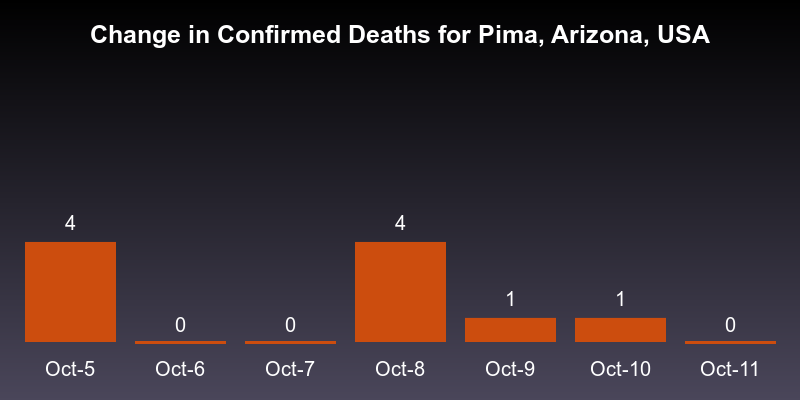 Change in Confirmed Deaths for Pima, Arizona, USA
4 0 0 4 1 1 0
Oct-5 Oct-6 Oct-7 Oct-8 Oct-9 Oct-10 Oct-11